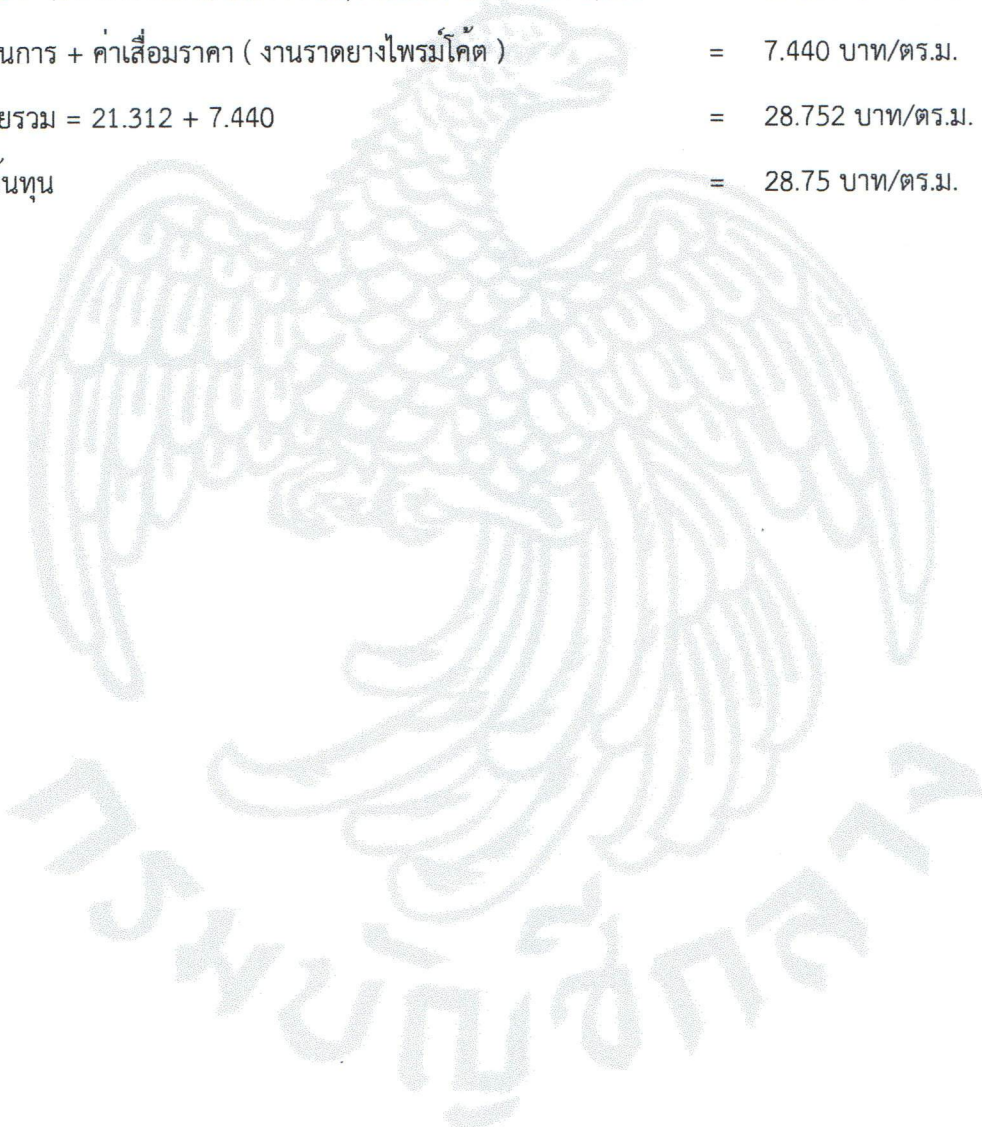 นการ + ค่าเสื่อมราคา ( งานราดยางไพรม์โค้ต ) = 7.440 บาท/ตร.ม.
ยรวม = 21.312 + 7.440 = 28.752 บาท/ตร.ม.
้นทุน = 28.75 บาท/ตร.ม.
กรมบัญชีกลาง